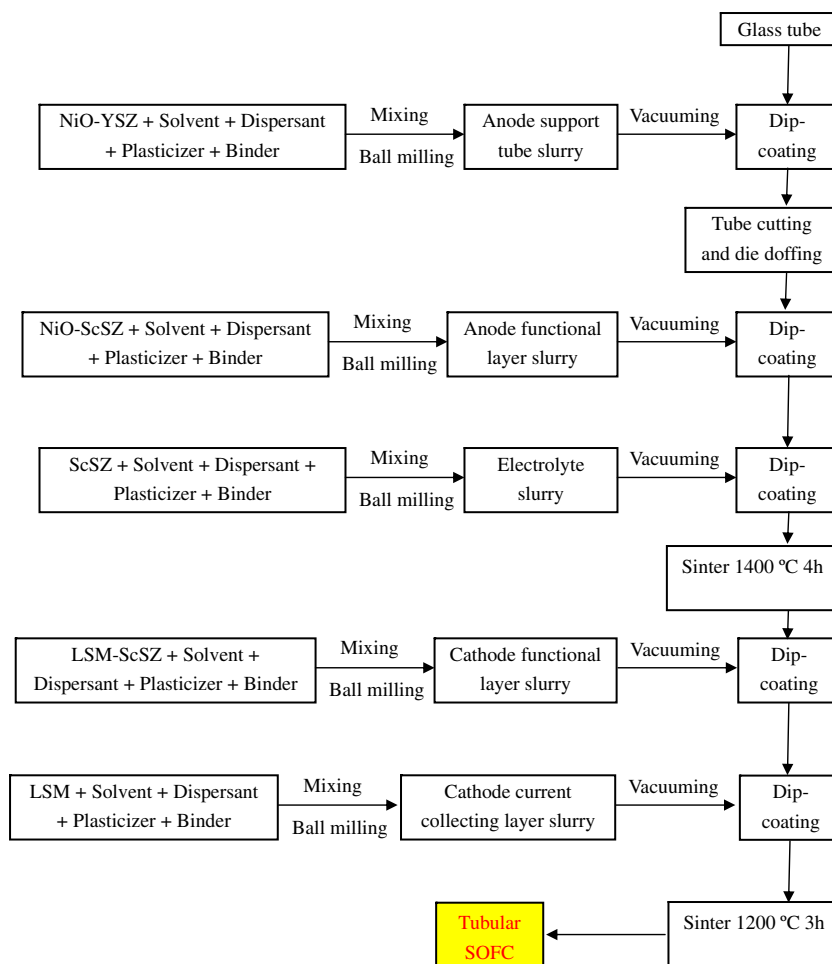 Glass tube
NiO-YSZ + Solvent + Dispersant
+ Plasticizer + Binder
Mixing
Ball milling
Anode support
tube slurry
Vacuuming
Dip-
coating
Tube cutting
and die doffing
NiO-ScSZ + Solvent + Dispersant
+ Plasticizer + Binder
Mixing
Ball milling
Anode functional
layer slurry
Vacuuming
Dip-
coating
ScSZ + Solvent + Dispersant +
Plasticizer + Binder
Mixing
Ball milling
Electrolyte
slurry
Vacuuming
Dip-
coating
Sinter 1400 ºC 4h
LSM-ScSZ + Solvent +
Dispersant + Plasticizer + Binder
Mixing
Ball milling
Cathode functional
layer slurry
Vacuuming
Dip-
coating
LSM + Solvent + Dispersant
+ Plasticizer + Binder
Mixing
Ball milling
Cathode current
collecting layer slurry
Vacuuming
Dip-
coating
Sinter 1200 ºC 3h
Tubular
SOFC